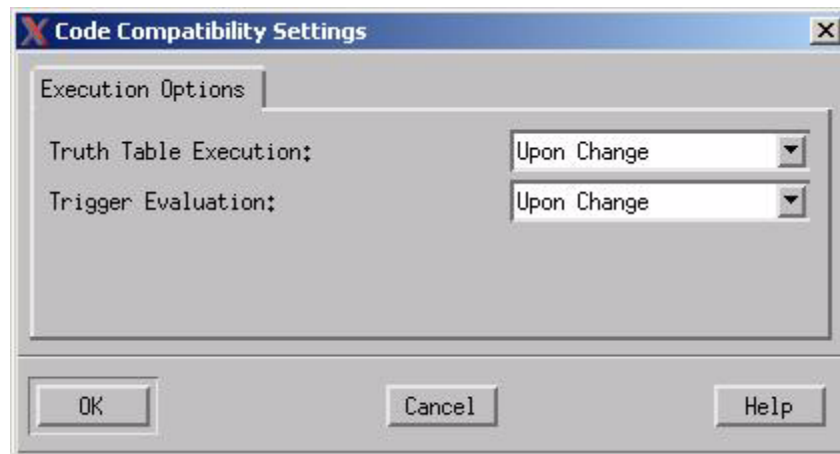 Code Compatibility Settings
Execution Options
Truth Table Execution: Upon Change
Trigger Evaluation: Upon Change
OK Cancel Help